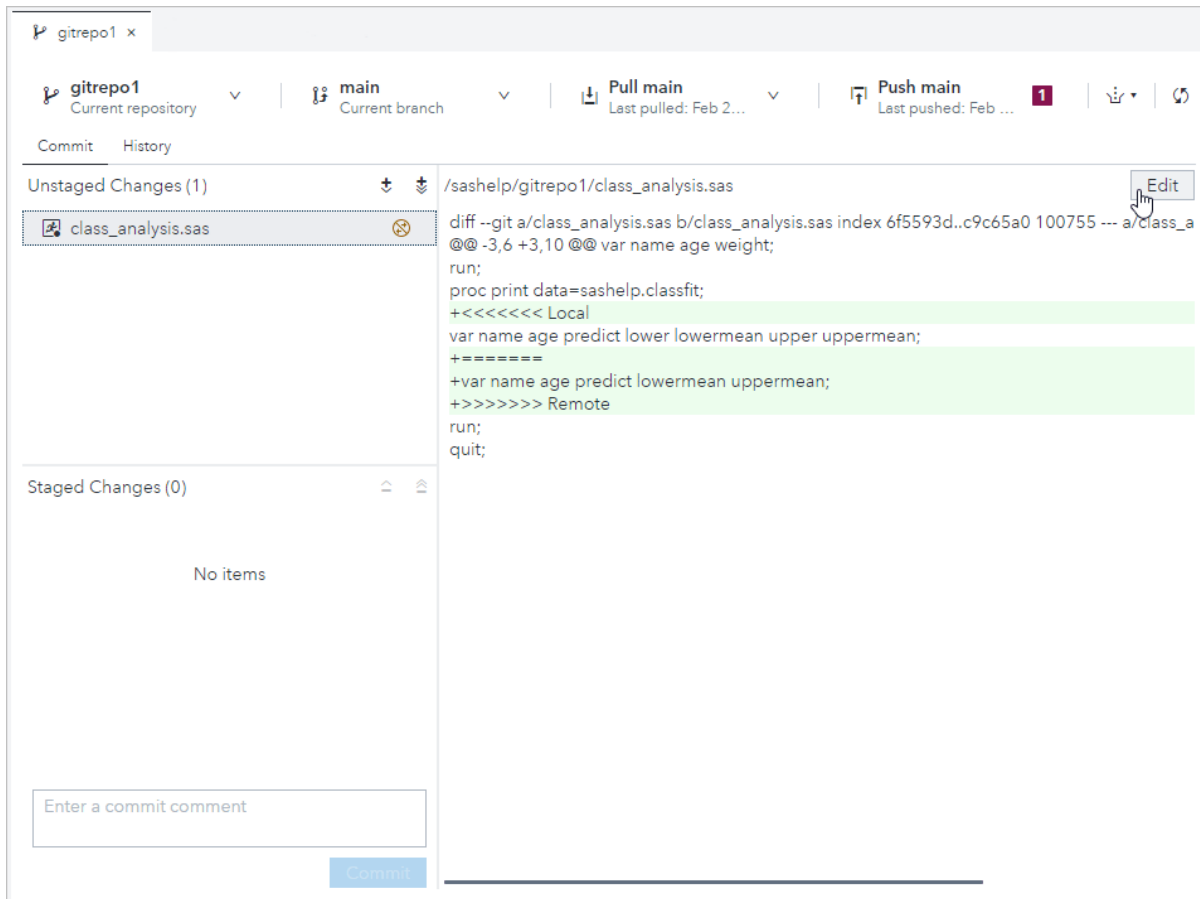 gitrepo1 ×
gitrepo1
Current repository
main
Current branch
Pull main
Last pulled: Feb 2...
Push main
Last pushed: Feb ...
1
Commit
History
Unstaged Changes (1)
/sashelp/gitrepo1/class_analysis.sas
Edit
class_analysis.sas
diff --git a/class_analysis.sas b/class_analysis.sas index 6f5593d..c9c65a0 100755 --- a/class_a
@@ -3,6 +3,10 @@ var name age weight;
run;
proc print data=sashelp.classfit;
+<<<<<<< Local
var name age predict lower lowermean upper uppermean;
+=======
+var name age predict lowermean uppermean;
+>>>>>>> Remote
run;
quit;
Staged Changes (0)
No items
Enter a commit comment
Commit